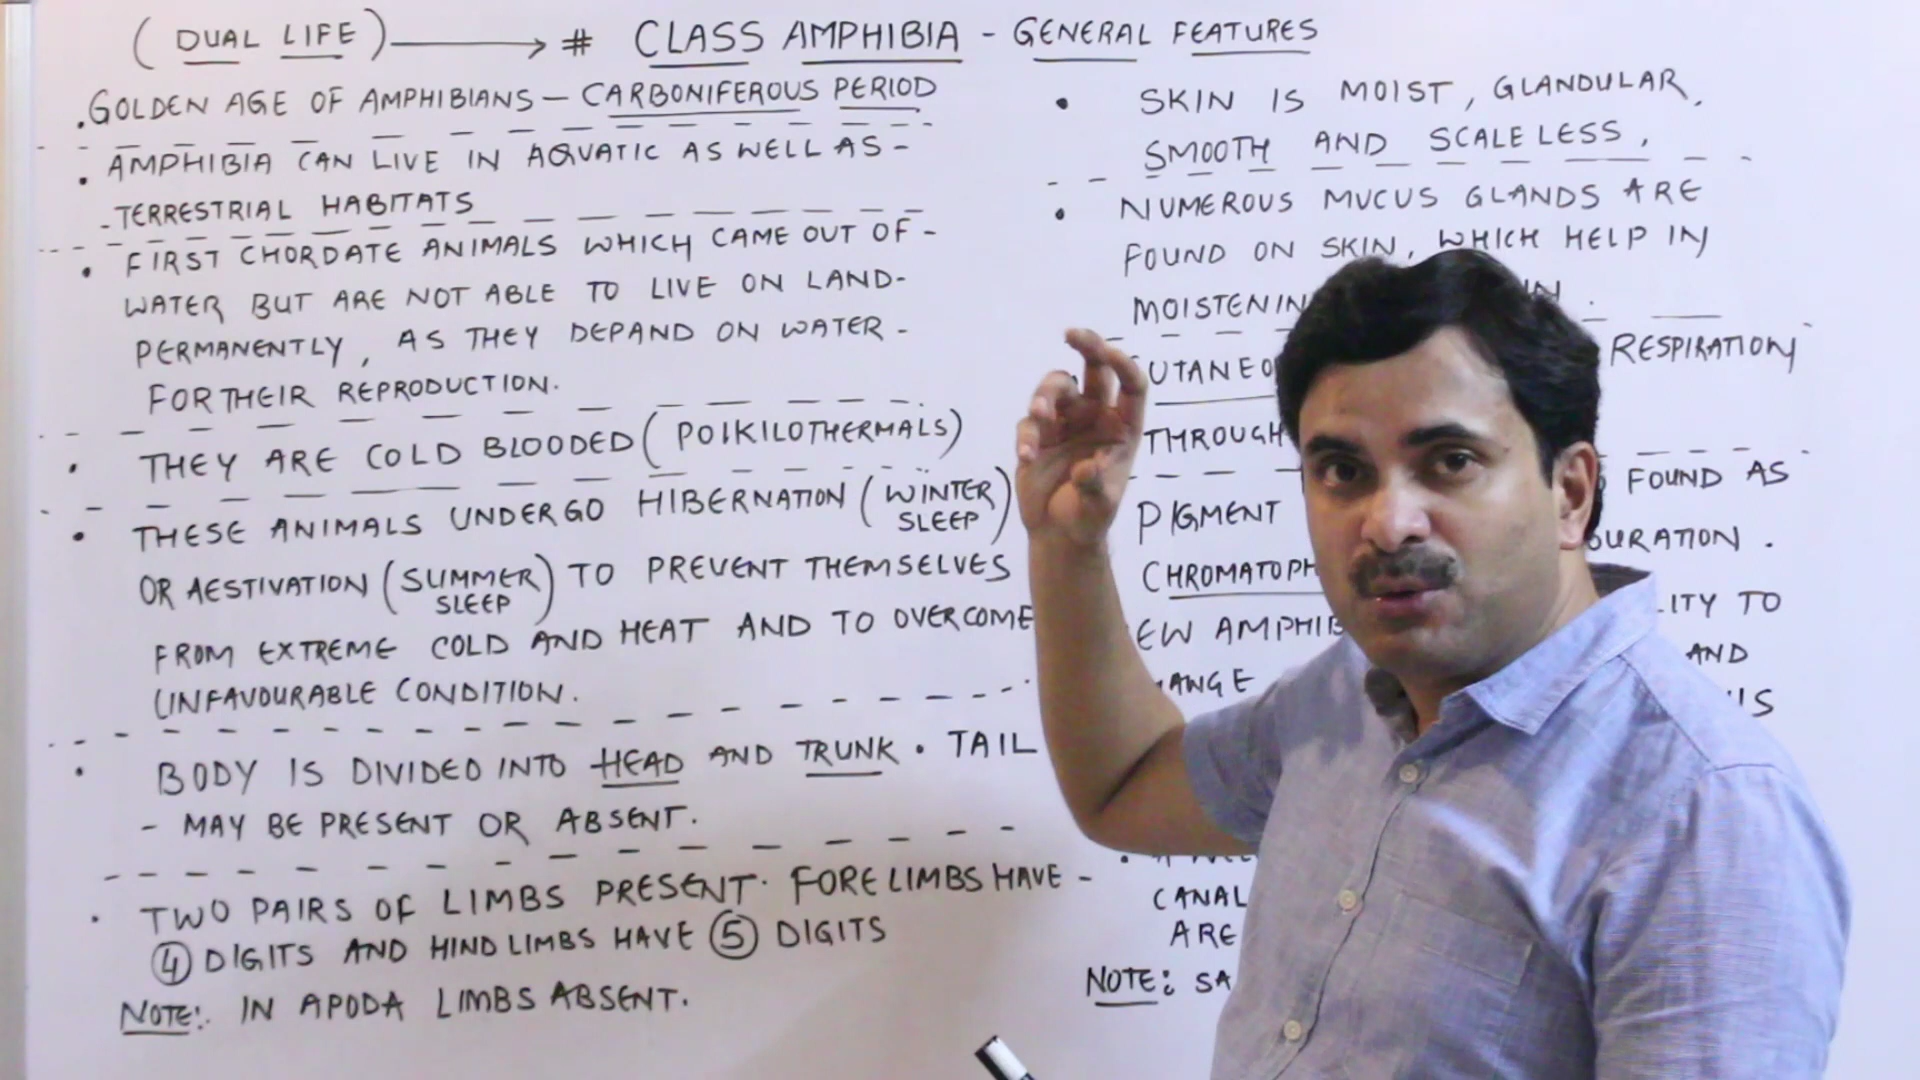 (DUAL LIFE) → # CLASS AMPHIBIA - GENERAL FEATURES
. GOLDEN AGE OF AMPHIBIANS — CARBONIFEROUS PERIOD
. AMPHIBIA CAN LIVE IN AQVATIC AS WELL AS -
- TERRESTRIAL HABITATS
. FIRST CHORDATE ANIMALS WHICH CAME OUT OF -
WATER BUT ARE NOT ABLE TO LIVE ON LAND-
PERMANENTLY, AS THEY DEPAND ON WATER -
FOR THEIR REPRODUCTION.
. THEY ARE COLD BLOODED (POIKILOTHERMALS)
. THESE ANIMALS UNDERGO HIBERNATION (WINTER SLEEP)
OR AESTIVATION (SUMMER SLEEP) TO PREVENT THEMSELVES
FROM EXTREME COLD AND HEAT AND TO OVERCOME
UNFAVOURABLE CONDITION.
. BODY IS DIVIDED INTO HEAD AND TRUNK . TAIL
- MAY BE PRESENT OR ABSENT.
. TWO PAIRS OF LIMBS PRESENT. FORE LIMBS HAVE -
④ DIGITS AND HIND LIMBS HAVE ⑤ DIGITS
NOTE:. IN APODA LIMBS ABSENT.
• SKIN IS MOIST, GLANDULAR,
SMOOTH AND SCALELESS,
• NUMEROUS MUCUS GLANDS ARE
FOUND ON SKIN, WHICH HELP IN
MOISTENIN
UTANEO RESPIRATION
THROUGH
PIGMENT FOUND AS
CHROMATOPH OURATION .
EW AMPHIB LITY TO
ANGE AND
IS
CANAL
ARE
NOTE: SA